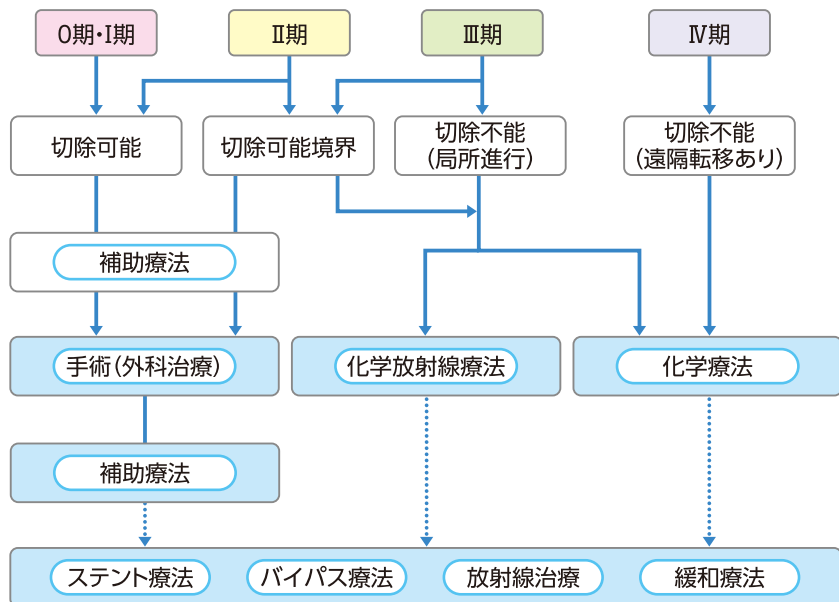 0期・Ⅰ期
Ⅱ期
Ⅲ期
Ⅳ期
切除可能
切除可能境界
切除不能
(局所進行)
切除不能
(遠隔転移あり)
補助療法
手術(外科治療)
化学放射線療法
化学療法
補助療法
ステント療法
バイパス療法
放射線治療
緩和療法